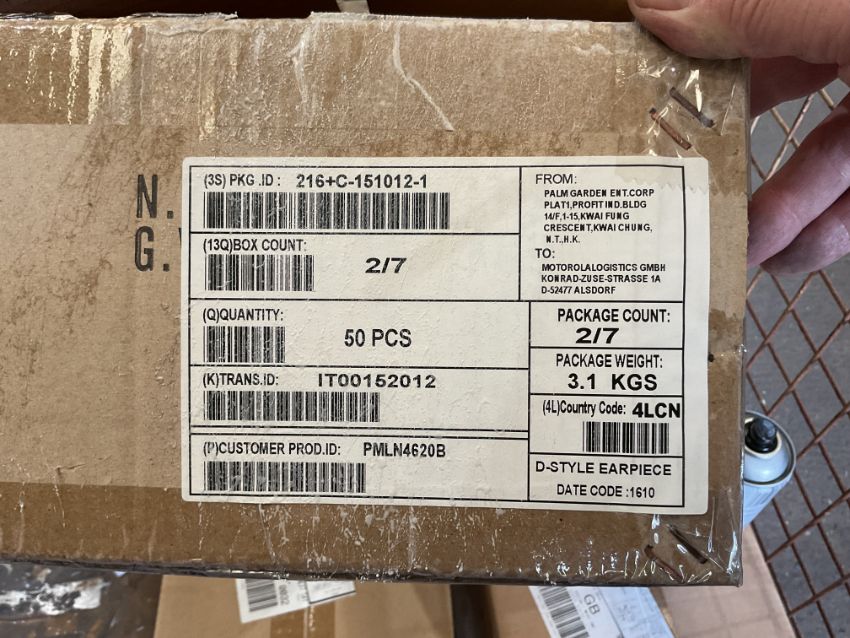 N.
G.
(3S) PKG .ID : 216+C-151012-1
(13Q)BOX COUNT:
2/7
FROM:
PALM GARDEN ENT.CORP
PLAT1,PROFIT IND.BLDG
14/F,1-15,KWAI FUNG
CRESCENT,KWAI CHUNG,
N.T.,H.K.
TO:
MOTOROLALOGISTICS GMBH
KONRAD-ZUSE-STRASSE 1A
D-52477 ALSDORF
(Q)QUANTITY:
50 PCS
(K)TRANS.ID: IT00152012
(P)CUSTOMER PROD.ID: PMLN4620B
PACKAGE COUNT:
2/7
PACKAGE WEIGHT:
3.1 KGS
(4L)Country Code: 4LCN
D-STYLE EARPIECE
DATE CODE :1610
GB